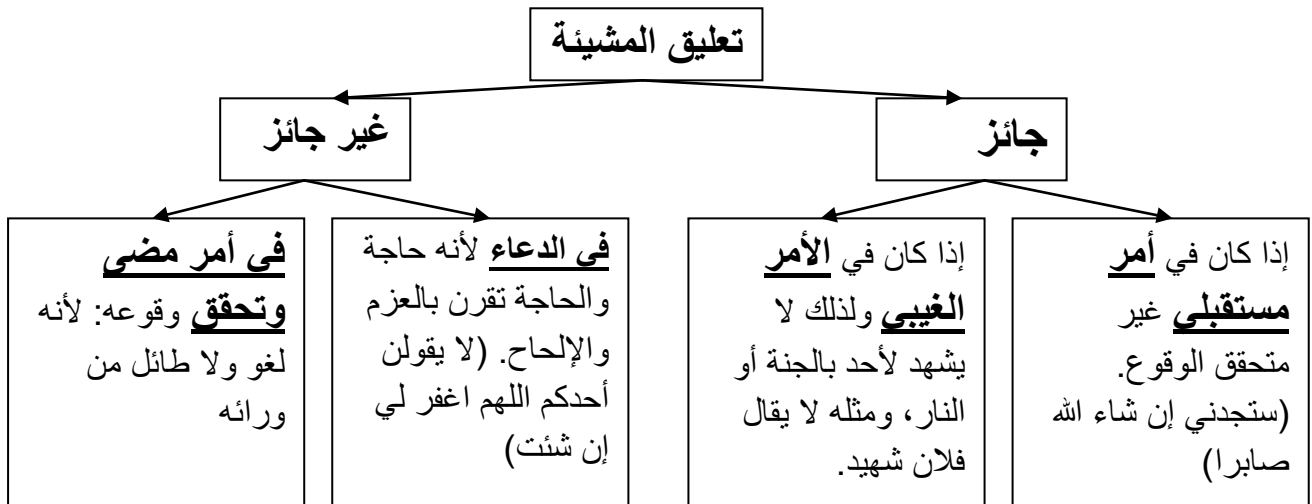 تعليق المشيئة
جائز
غير جائز
إذا كان في أمر
مستقبلي غير
متحقق الوقوع.
(ستجدني إن شاء الله
صابرا)
إذا كان في الأمر
الغيبي ولذلك لا
يشهد لأحد بالجنة أو
النار، ومثله لا يقال
فلان شهيد.
في الدعاء لأنه حاجة
والحاجة تقرن بالعزم
والإلحاح. (لا يقولن
أحدكم اللهم اغفر لي
إن شئت)
في أمر مضى
وتحقق وقوعه: لأنه
لغو ولا طائل من
ورائه